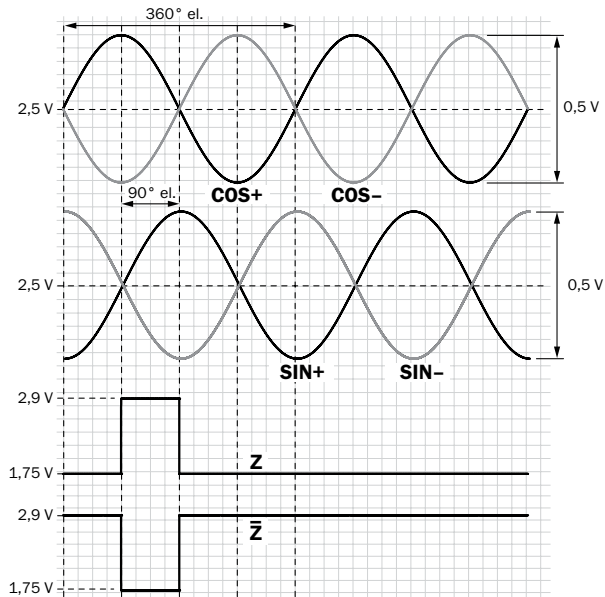 360° el.
2,5 V
0,5 V
COS+
COS–
90° el.
2,5 V
0,5 V
SIN+
SIN–
2,9 V
Z
1,75 V
2,9 V
Z̅
1,75 V